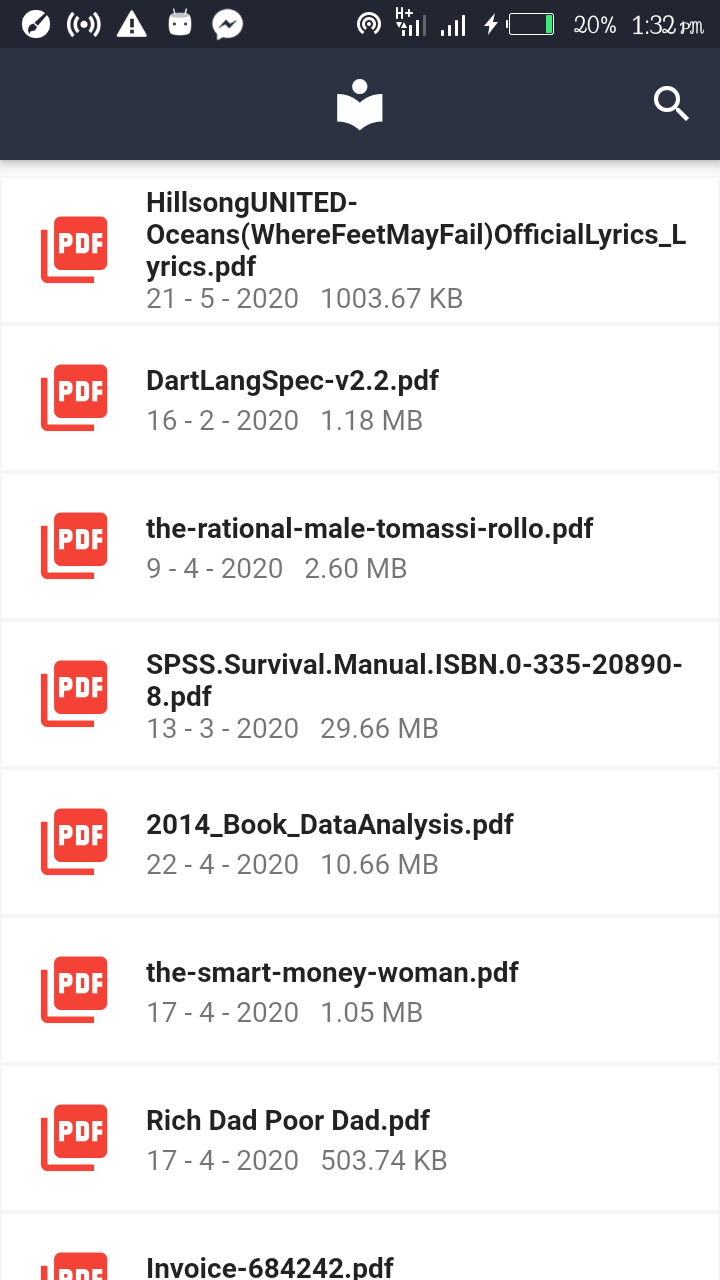 H+
20% 1:32 pm
HillsongUNITED-
Oceans(WhereFeetMayFail)OfficialLyrics_L
yrics.pdf
21 - 5 - 2020 1003.67 KB
PDF
DartLangSpec-v2.2.pdf
16 - 2 - 2020 1.18 MB
PDF
the-rational-male-tomassi-rollo.pdf
9 - 4 - 2020 2.60 MB
PDF
SPSS.Survival.Manual.ISBN.0-335-20890-
8.pdf
13 - 3 - 2020 29.66 MB
PDF
2014_Book_DataAnalysis.pdf
22 - 4 - 2020 10.66 MB
PDF
the-smart-money-woman.pdf
17 - 4 - 2020 1.05 MB
PDF
Rich Dad Poor Dad.pdf
17 - 4 - 2020 503.74 KB
PDF
Invoice-684242.pdf
PDF